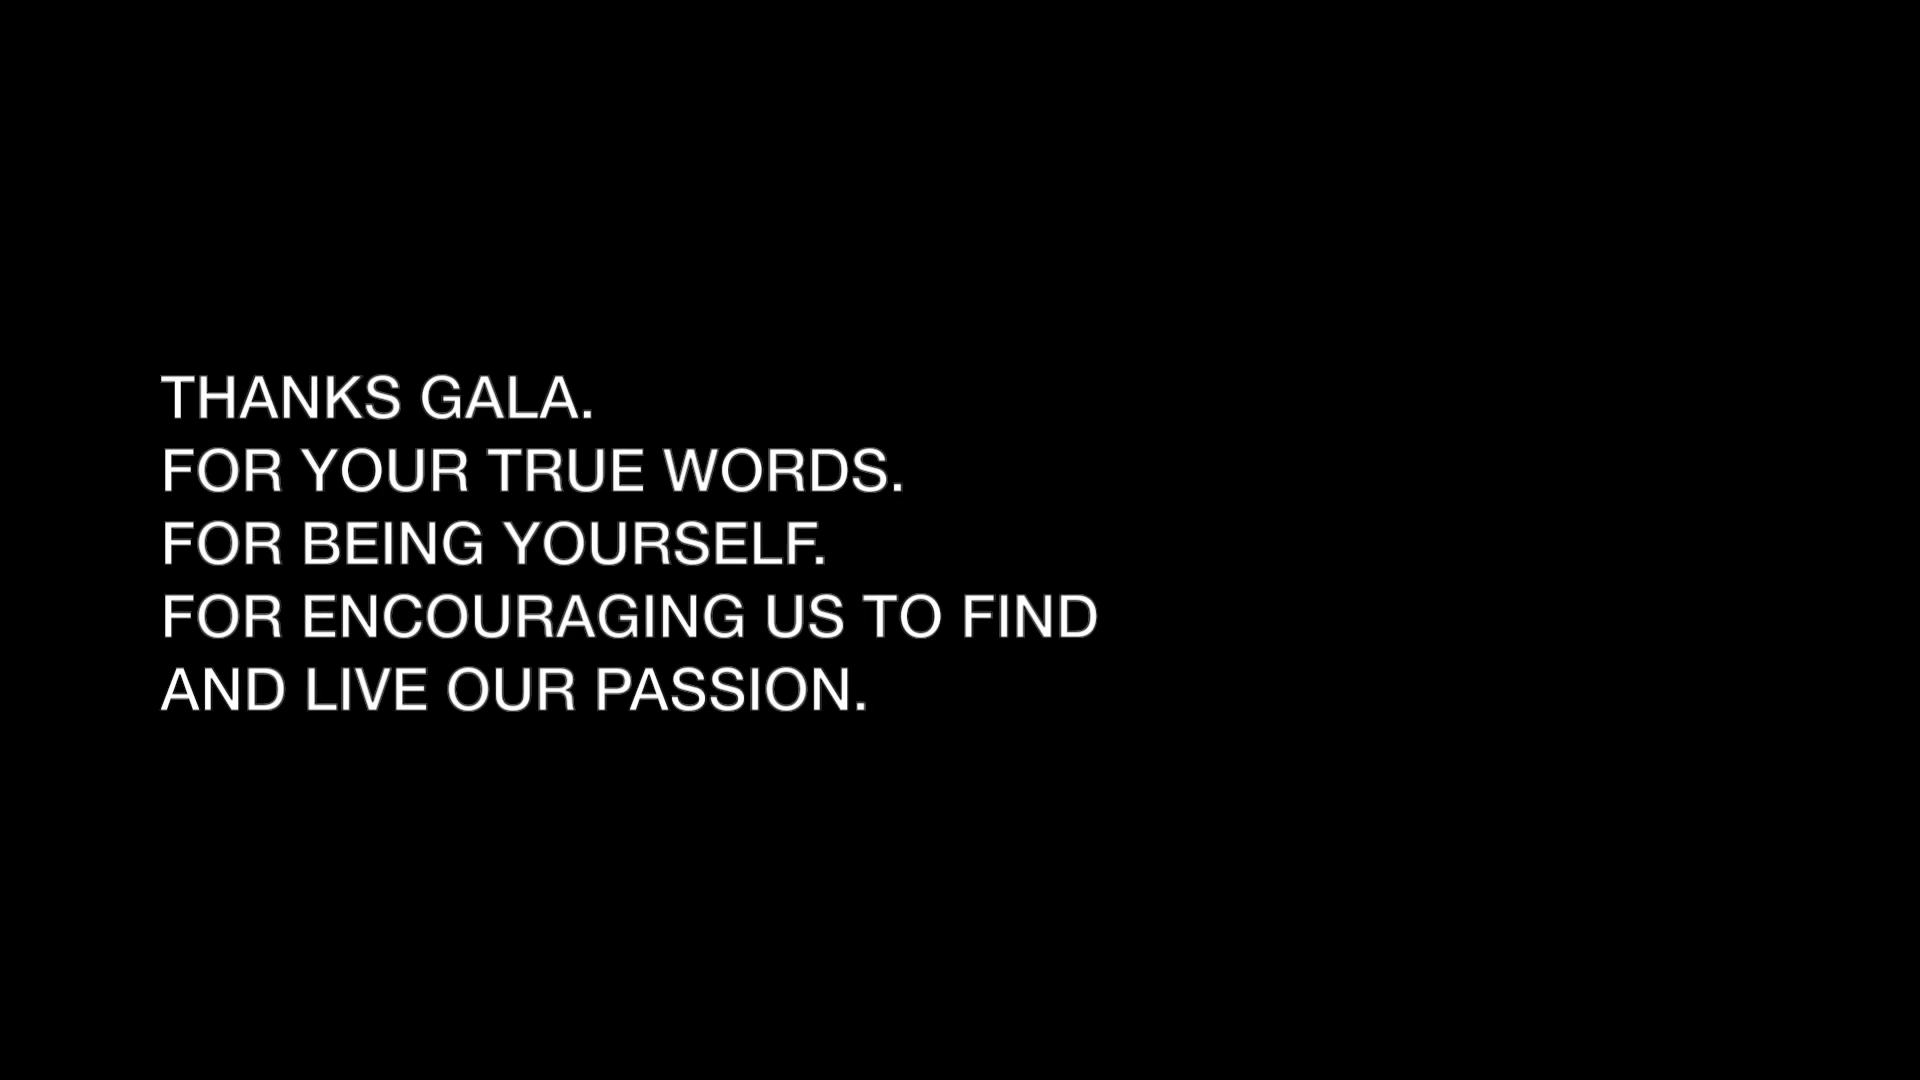 THANKS GALA.
FOR YOUR TRUE WORDS.
FOR BEING YOURSELF.
FOR ENCOURAGING US TO FIND
AND LIVE OUR PASSION.